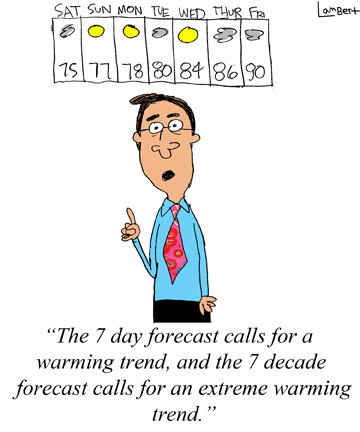 Lambert
SAT SUN MON TUE WED THUR FRI
75 77 78 80 84 86 90
“The 7 day forecast calls for a
warming trend, and the 7 decade
forecast calls for an extreme warming
trend.”